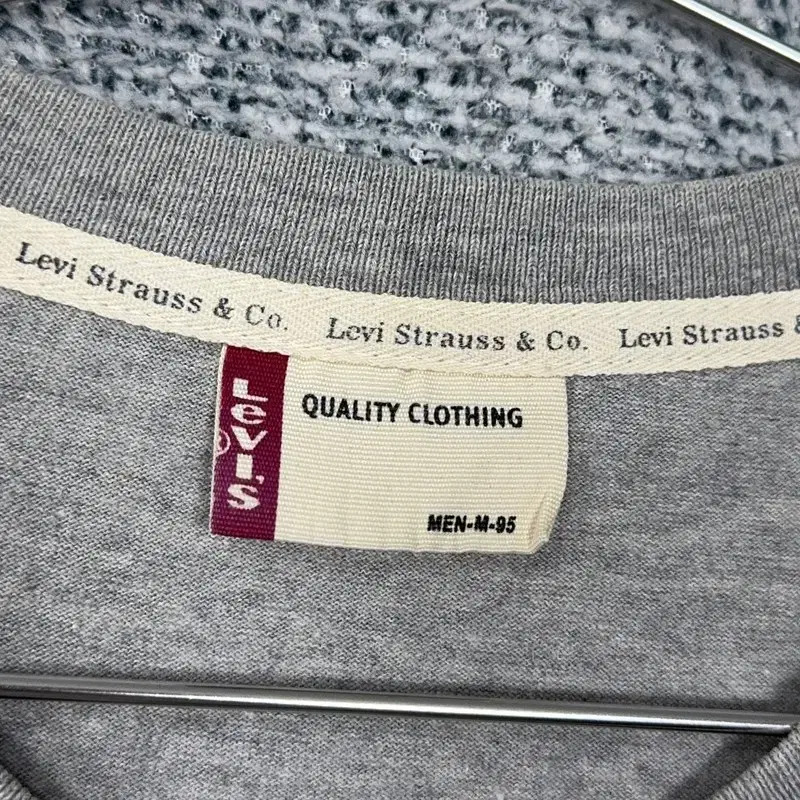 Levi Strauss & Co. Levi Strauss & Co. Levi Strauss &
LEVI'S
QUALITY CLOTHING
MEN-M-95